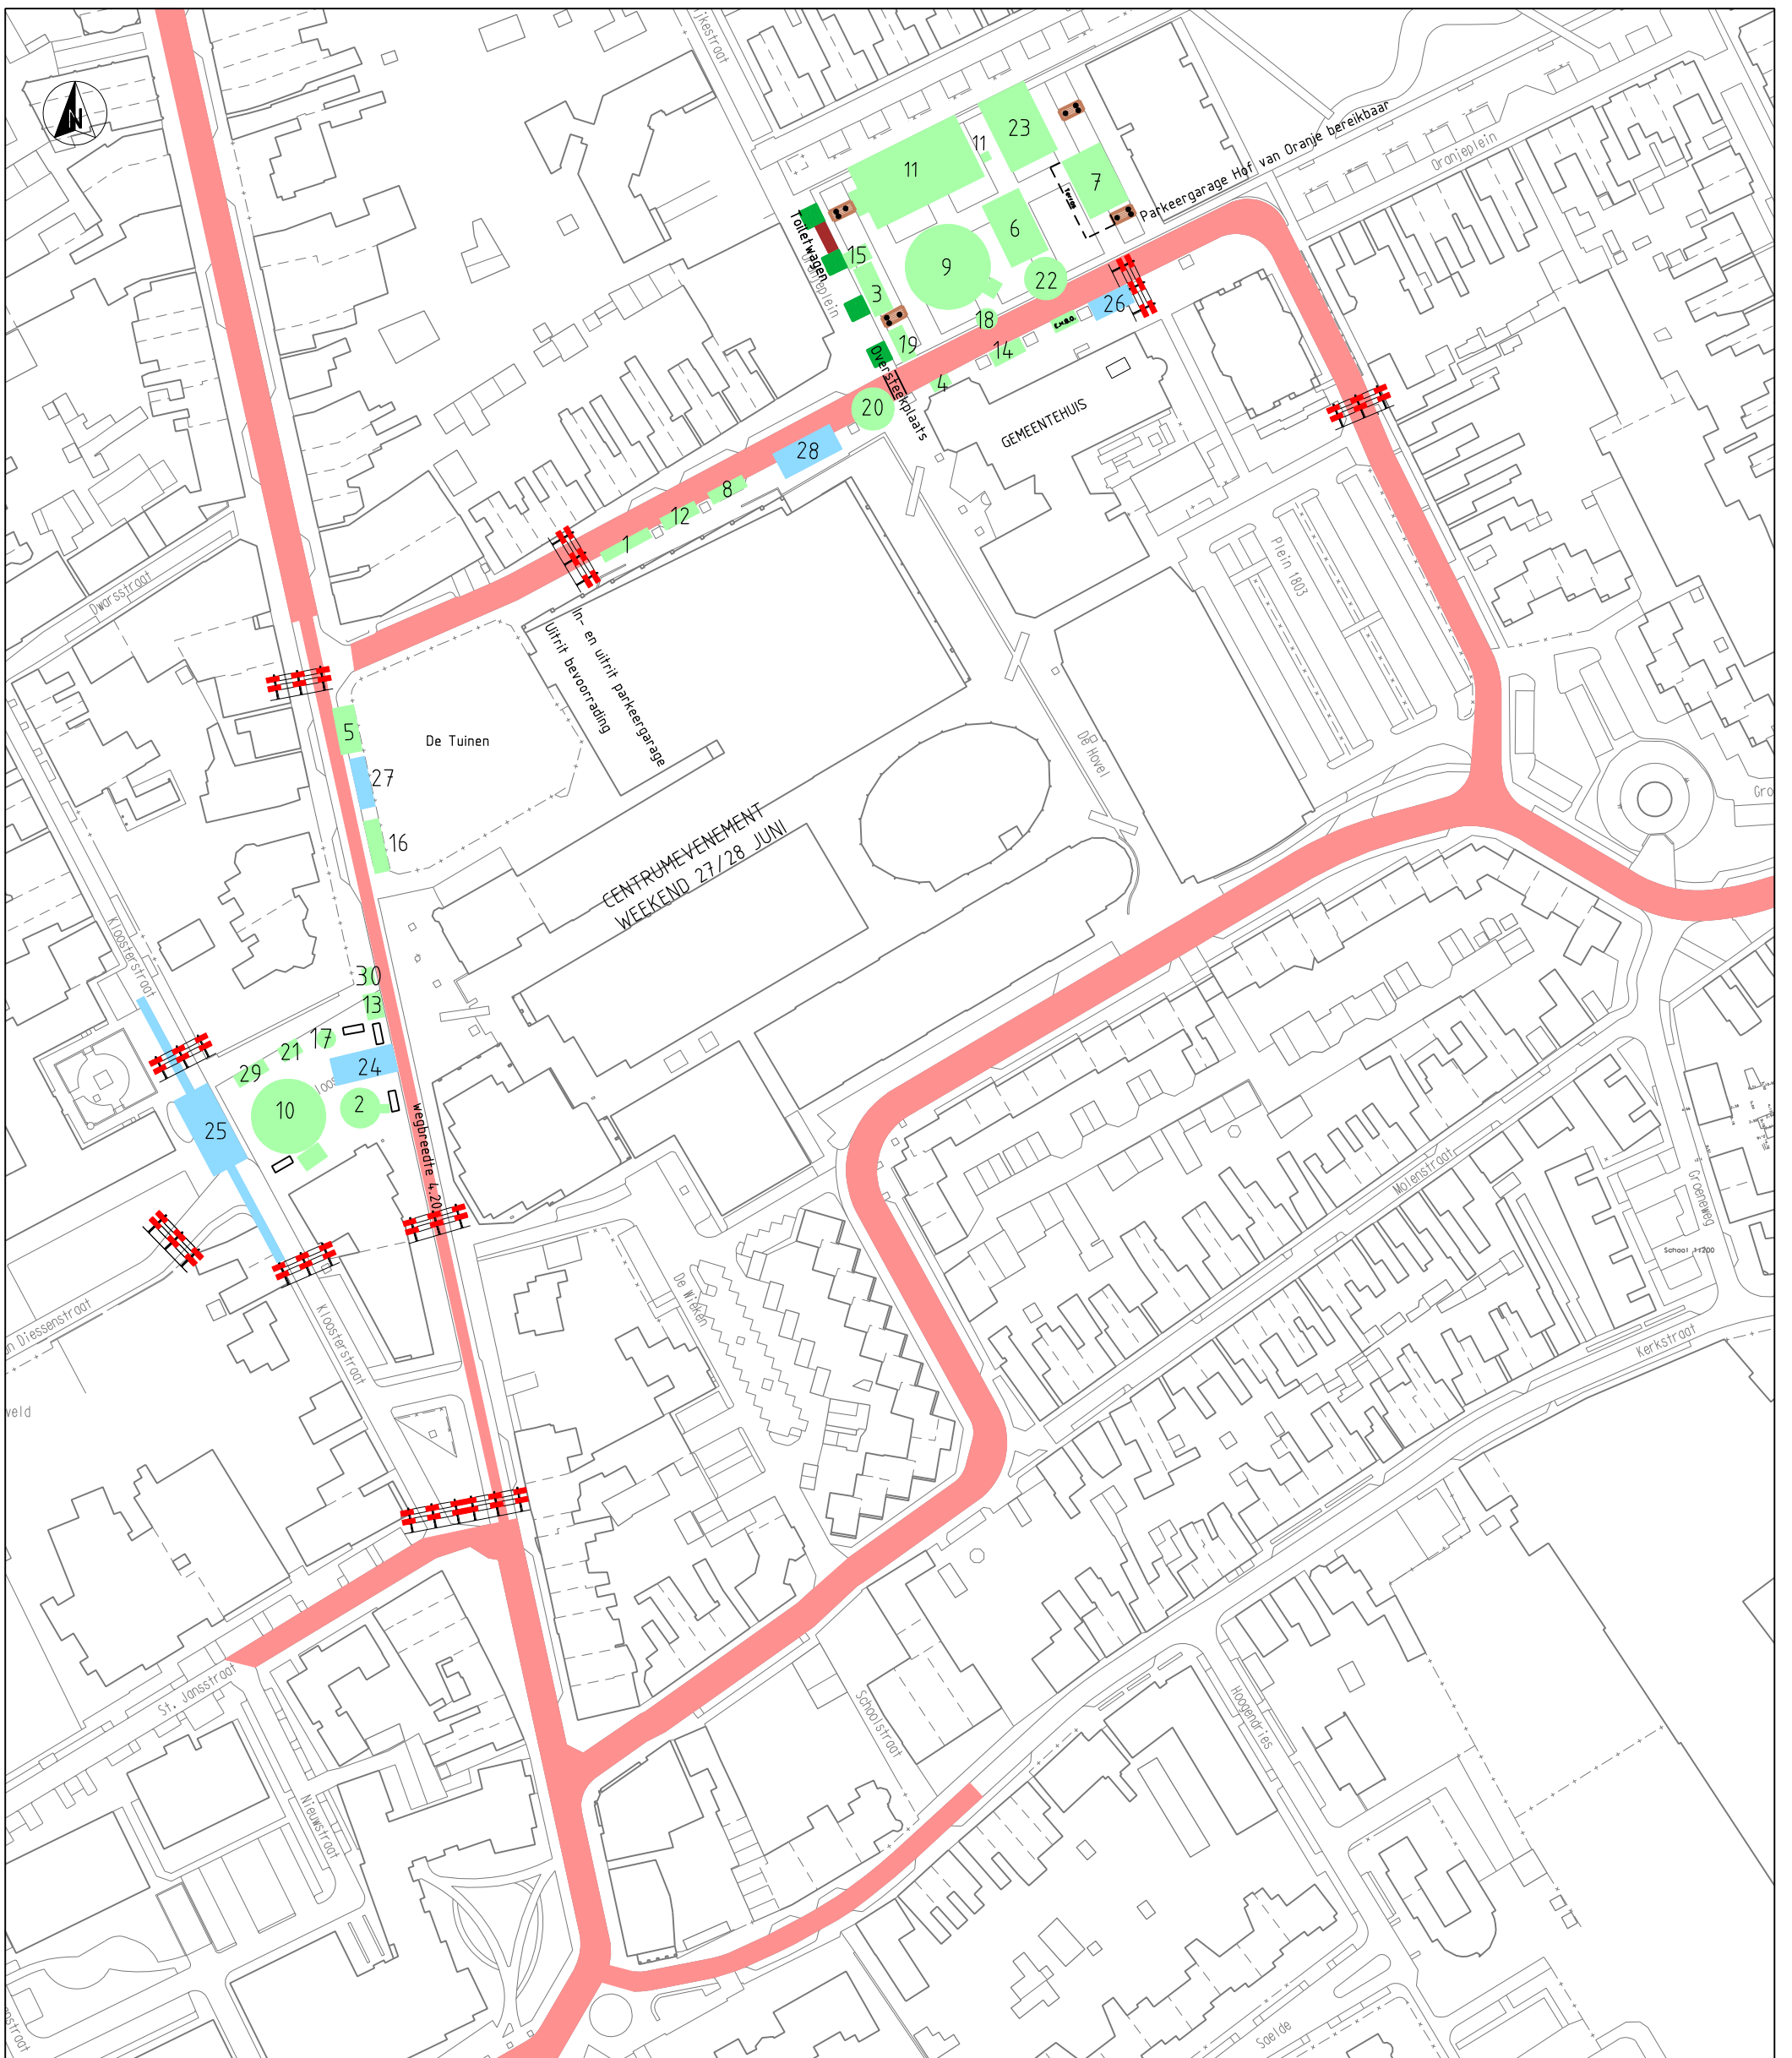 N
Oranjeplein
Parkeergarage Hof van Oranje bereikbaar
23
11
11
7
6
Toiletwagen
15
9
22
3
26
18
E.H.B.O.
19
14
Oversteekplaats
4
20
GEMEENTEHUIS
28
8
12
1
Plein 1803
Dwarsstraat
In- en uitrit parkeergarage
Uitrit bevoorrading
5
De Tuinen
27
De Hovel
16
CENTRUMEVENEMENT
WEEKEND 27/28 JUNI
Kloosterstraat
30
13
17
21
29
24
10
2
25
wegbreedte 4.20
Molenstraat
Groeneweg
School 11200
De Wieken
Kloosterstraat
Kerkstraat
St. Jansstraat
Schoolstraat
Hoogendries
Nieuwstraat
Saelde